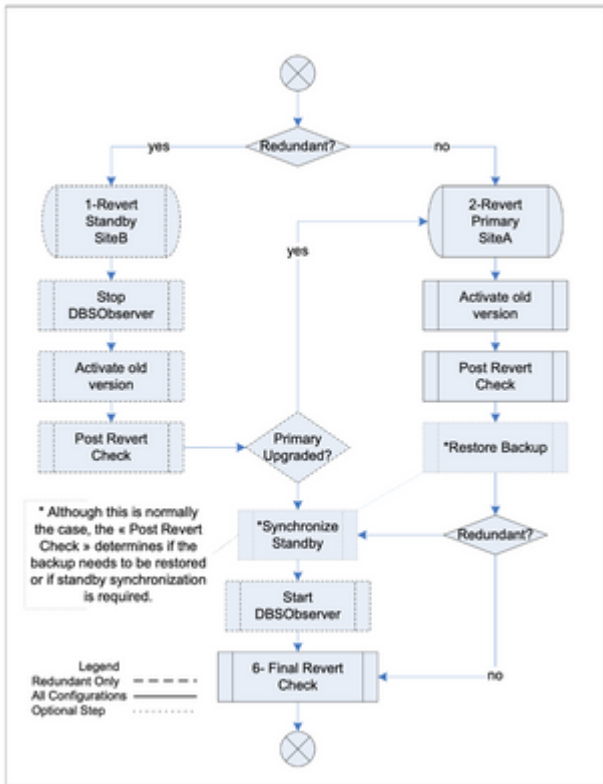 Redundant?
yes
no
1-Revert
Standby
SiteB
2-Revert
Primary
SiteA
yes
Stop
DBSObserver
Activate old
version
Activate old
version
Post Revert
Check
Post Revert
Check
Primary
Upgraded?
*Restore Backup
* Although this is normally
the case, the « Post Revert
Check » determines if the
backup needs to be restored
or if standby synchronization
is required.
*Synchronize
Standby
Redundant?
Start
DBSObserver
6- Final Revert
Check
no
Legend
Redundant Only
All Configurations
Optional Step